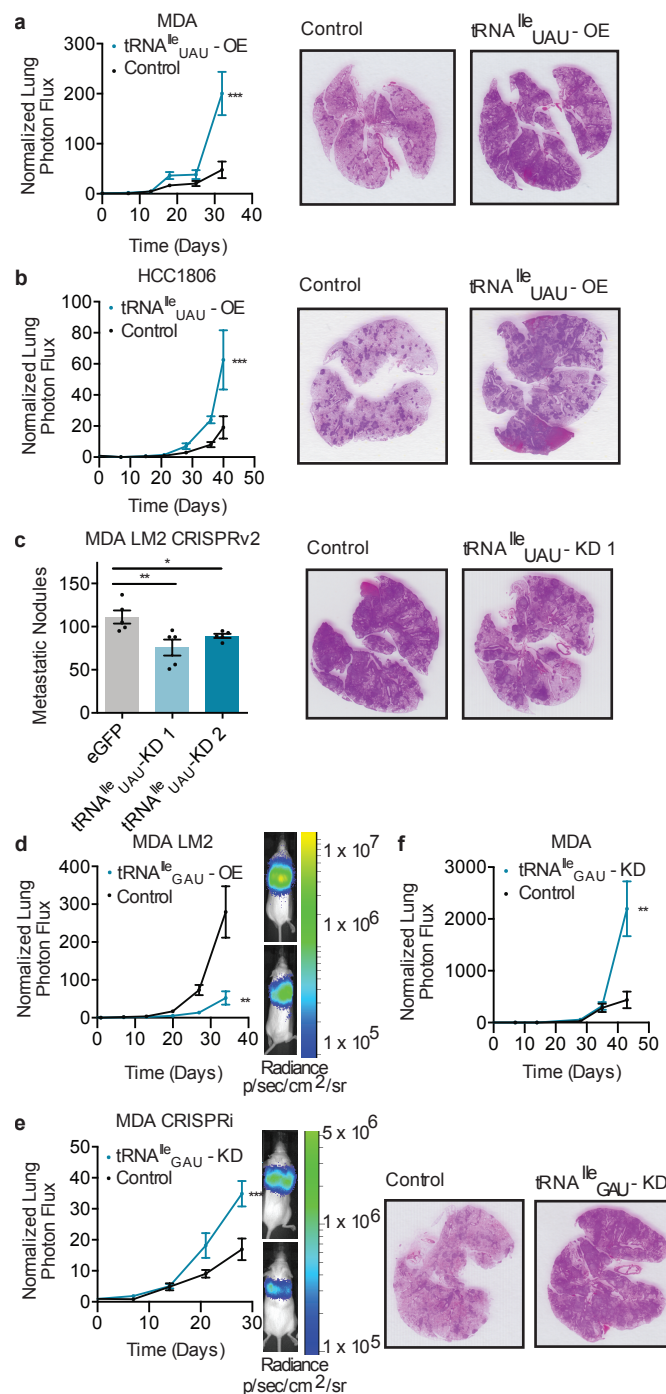 a
MDA
tRNA^Ile_UAU - OE
Control
Normalized Lung
Photon Flux
300
200
100
0
0 10 20 30 40
Time (Days)
***
Control
tRNA^Ile_UAU - OE
b
HCC1806
tRNA^Ile_UAU - OE
Control
Normalized Lung
Photon Flux
100
80
60
40
20
0
0 10 20 30 40 50
Time (Days)
***
Control
tRNA^Ile_UAU - OE
c
MDA LM2 CRISPRv2
*
**
Metastatic Nodules
150
100
50
0
eGFP
tRNA^Ile_UAU-KD 1
tRNA^Ile_UAU-KD 2
Control
tRNA^Ile_UAU - KD 1
d
MDA LM2
tRNA^Ile_GAU - OE
Control
Normalized Lung
Photon Flux
400
300
200
100
0
0 10 20 30 40
Time (Days)
**
1 x 10^7
1 x 10^6
1 x 10^5
Radiance
p/sec/cm^2/sr
f
MDA
tRNA^Ile_GAU - KD
Control
Normalized Lung
Photon Flux
3000
2000
1000
0
0 10 20 30 40 50
Time (Days)
**
e
MDA CRISPRi
tRNA^Ile_GAU - KD
Control
Normalized Lung
Photon Flux
50
40
30
20
10
0
0 10 20 30
Time (Days)
***
5 x 10^6
1 x 10^6
1 x 10^5
Radiance
p/sec/cm^2/sr
Control
tRNA^Ile_GAU - KD